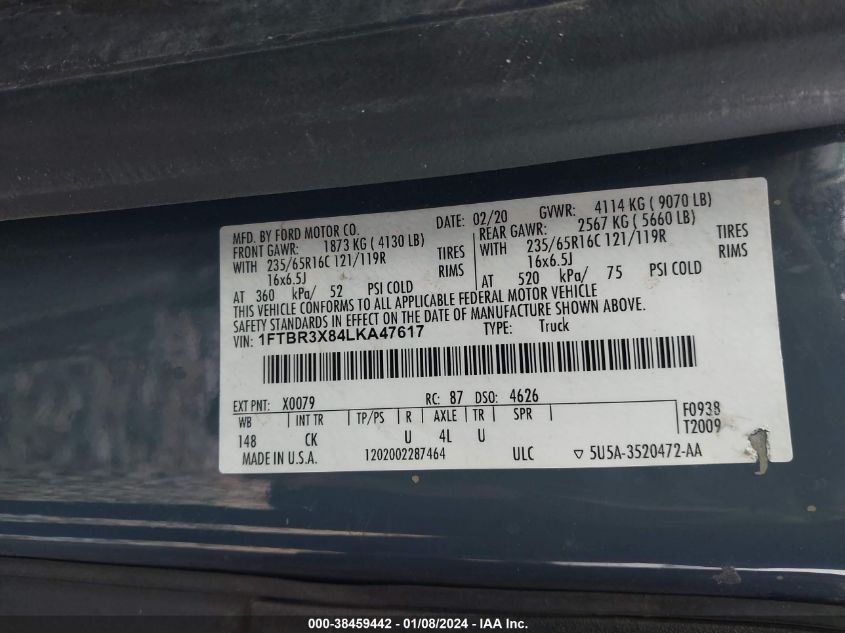 MFD. BY FORD MOTOR CO. DATE: 02/20 GVWR: 4114 KG ( 9070 LB)
FRONT GAWR: 1873 KG ( 4130 LB) REAR GAWR: 2567 KG ( 5660 LB)
WITH 235/65R16C 121/119R TIRES WITH 235/65R16C 121/119R TIRES
16x6.5J RIMS 16x6.5J RIMS
AT 360 kPa/ 52 PSI COLD AT 520 kPa/ 75 PSI COLD
THIS VEHICLE CONFORMS TO ALL APPLICABLE FEDERAL MOTOR VEHICLE
SAFETY STANDARDS IN EFFECT ON THE DATE OF MANUFACTURE SHOWN ABOVE.
VIN: 1FTBR3X84LKA47617 TYPE: Truck
EXT PNT: X0079 RC: 87 DSO: 4626
WB INT TR TP/PS R AXLE TR SPR F0938
148 CK U 4L U T2009
MADE IN U.S.A. 1202002287464 ULC ▽ 5U5A-3520472-AA
000-38459442 - 01/08/2024 - IAA Inc.